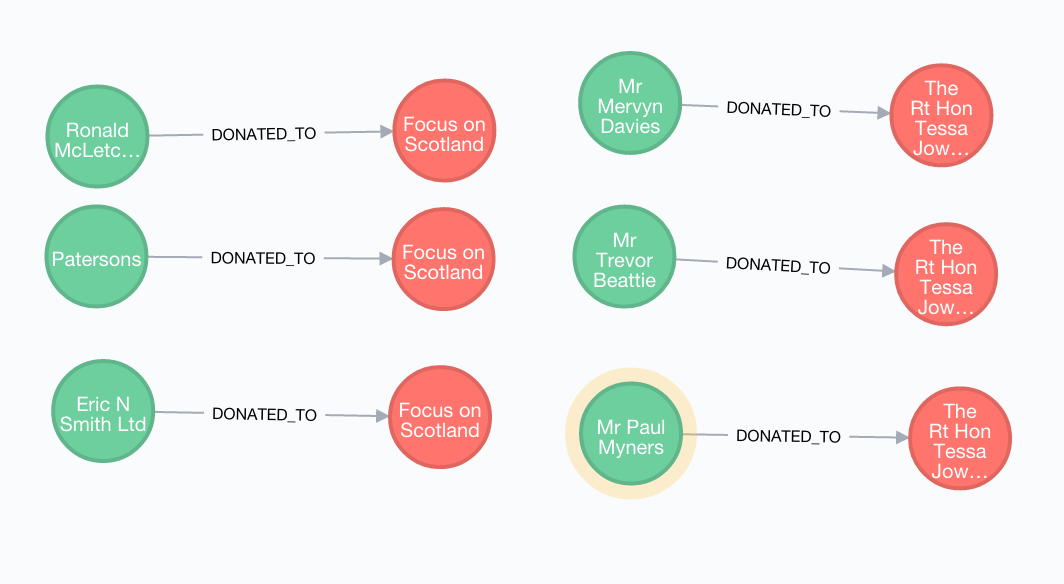 Ronald
McLetc…
DONATED_TO
Focus on
Scotland
Mr
Mervyn
Davies
DONATED_TO
The
Rt Hon
Tessa
Jow…
Patersons
DONATED_TO
Focus on
Scotland
Mr
Trevor
Beattie
DONATED_TO
The
Rt Hon
Tessa
Jow…
Eric N
Smith Ltd
DONATED_TO
Focus on
Scotland
Mr Paul
Myners
DONATED_TO
The
Rt Hon
Tessa
Jow…